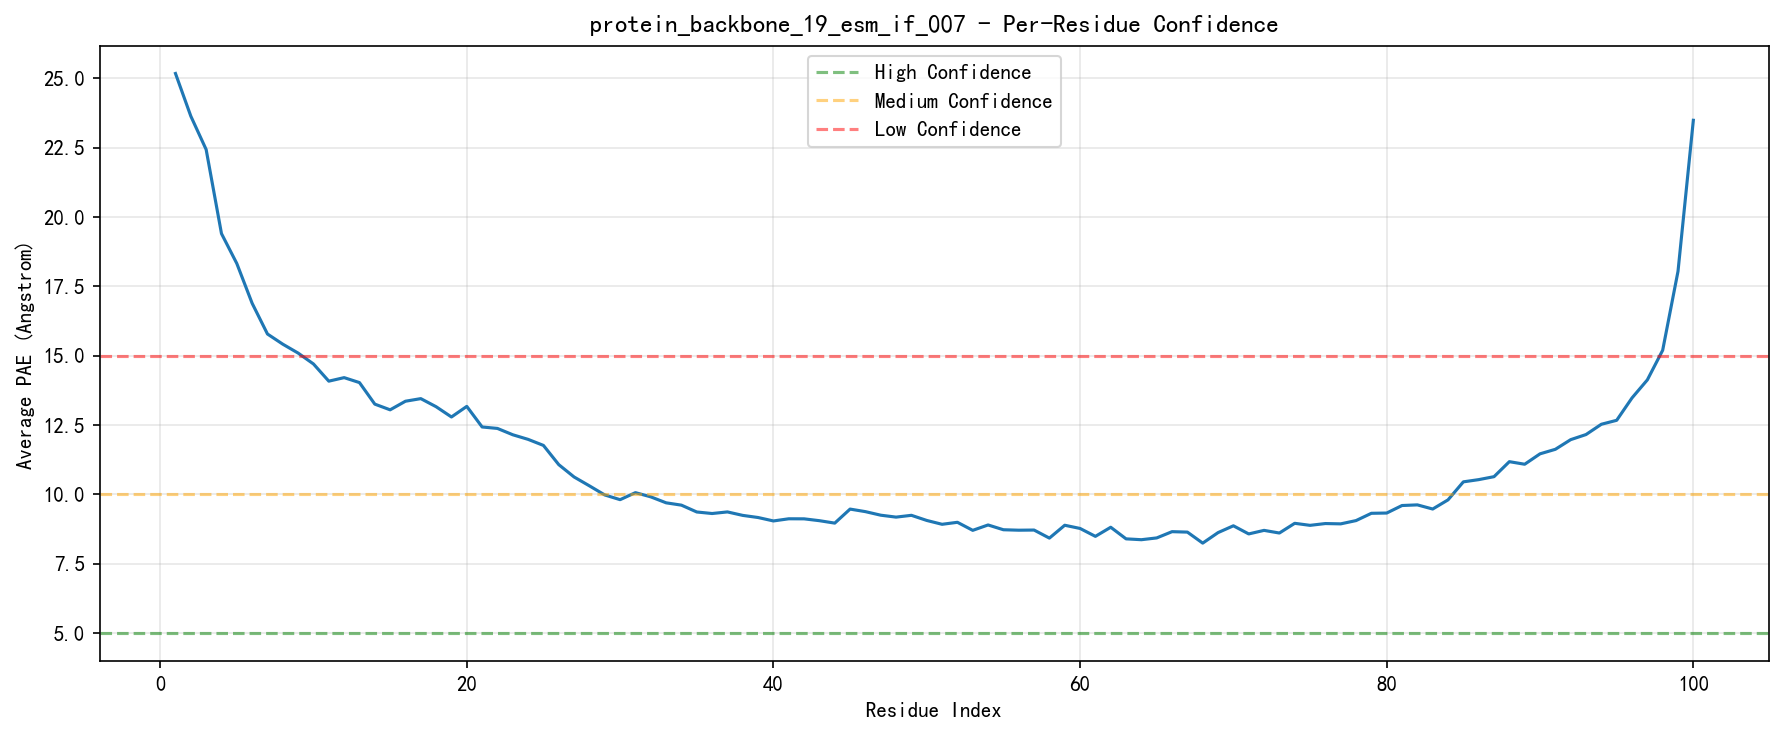 protein_backbone_19_esm_if_007 - Per-Residue Confidence
High Confidence
Medium Confidence
Low Confidence
Average PAE (Angstrom)
25.0
22.5
20.0
17.5
15.0
12.5
10.0
7.5
5.0
0 20 40 60 80 100
Residue Index